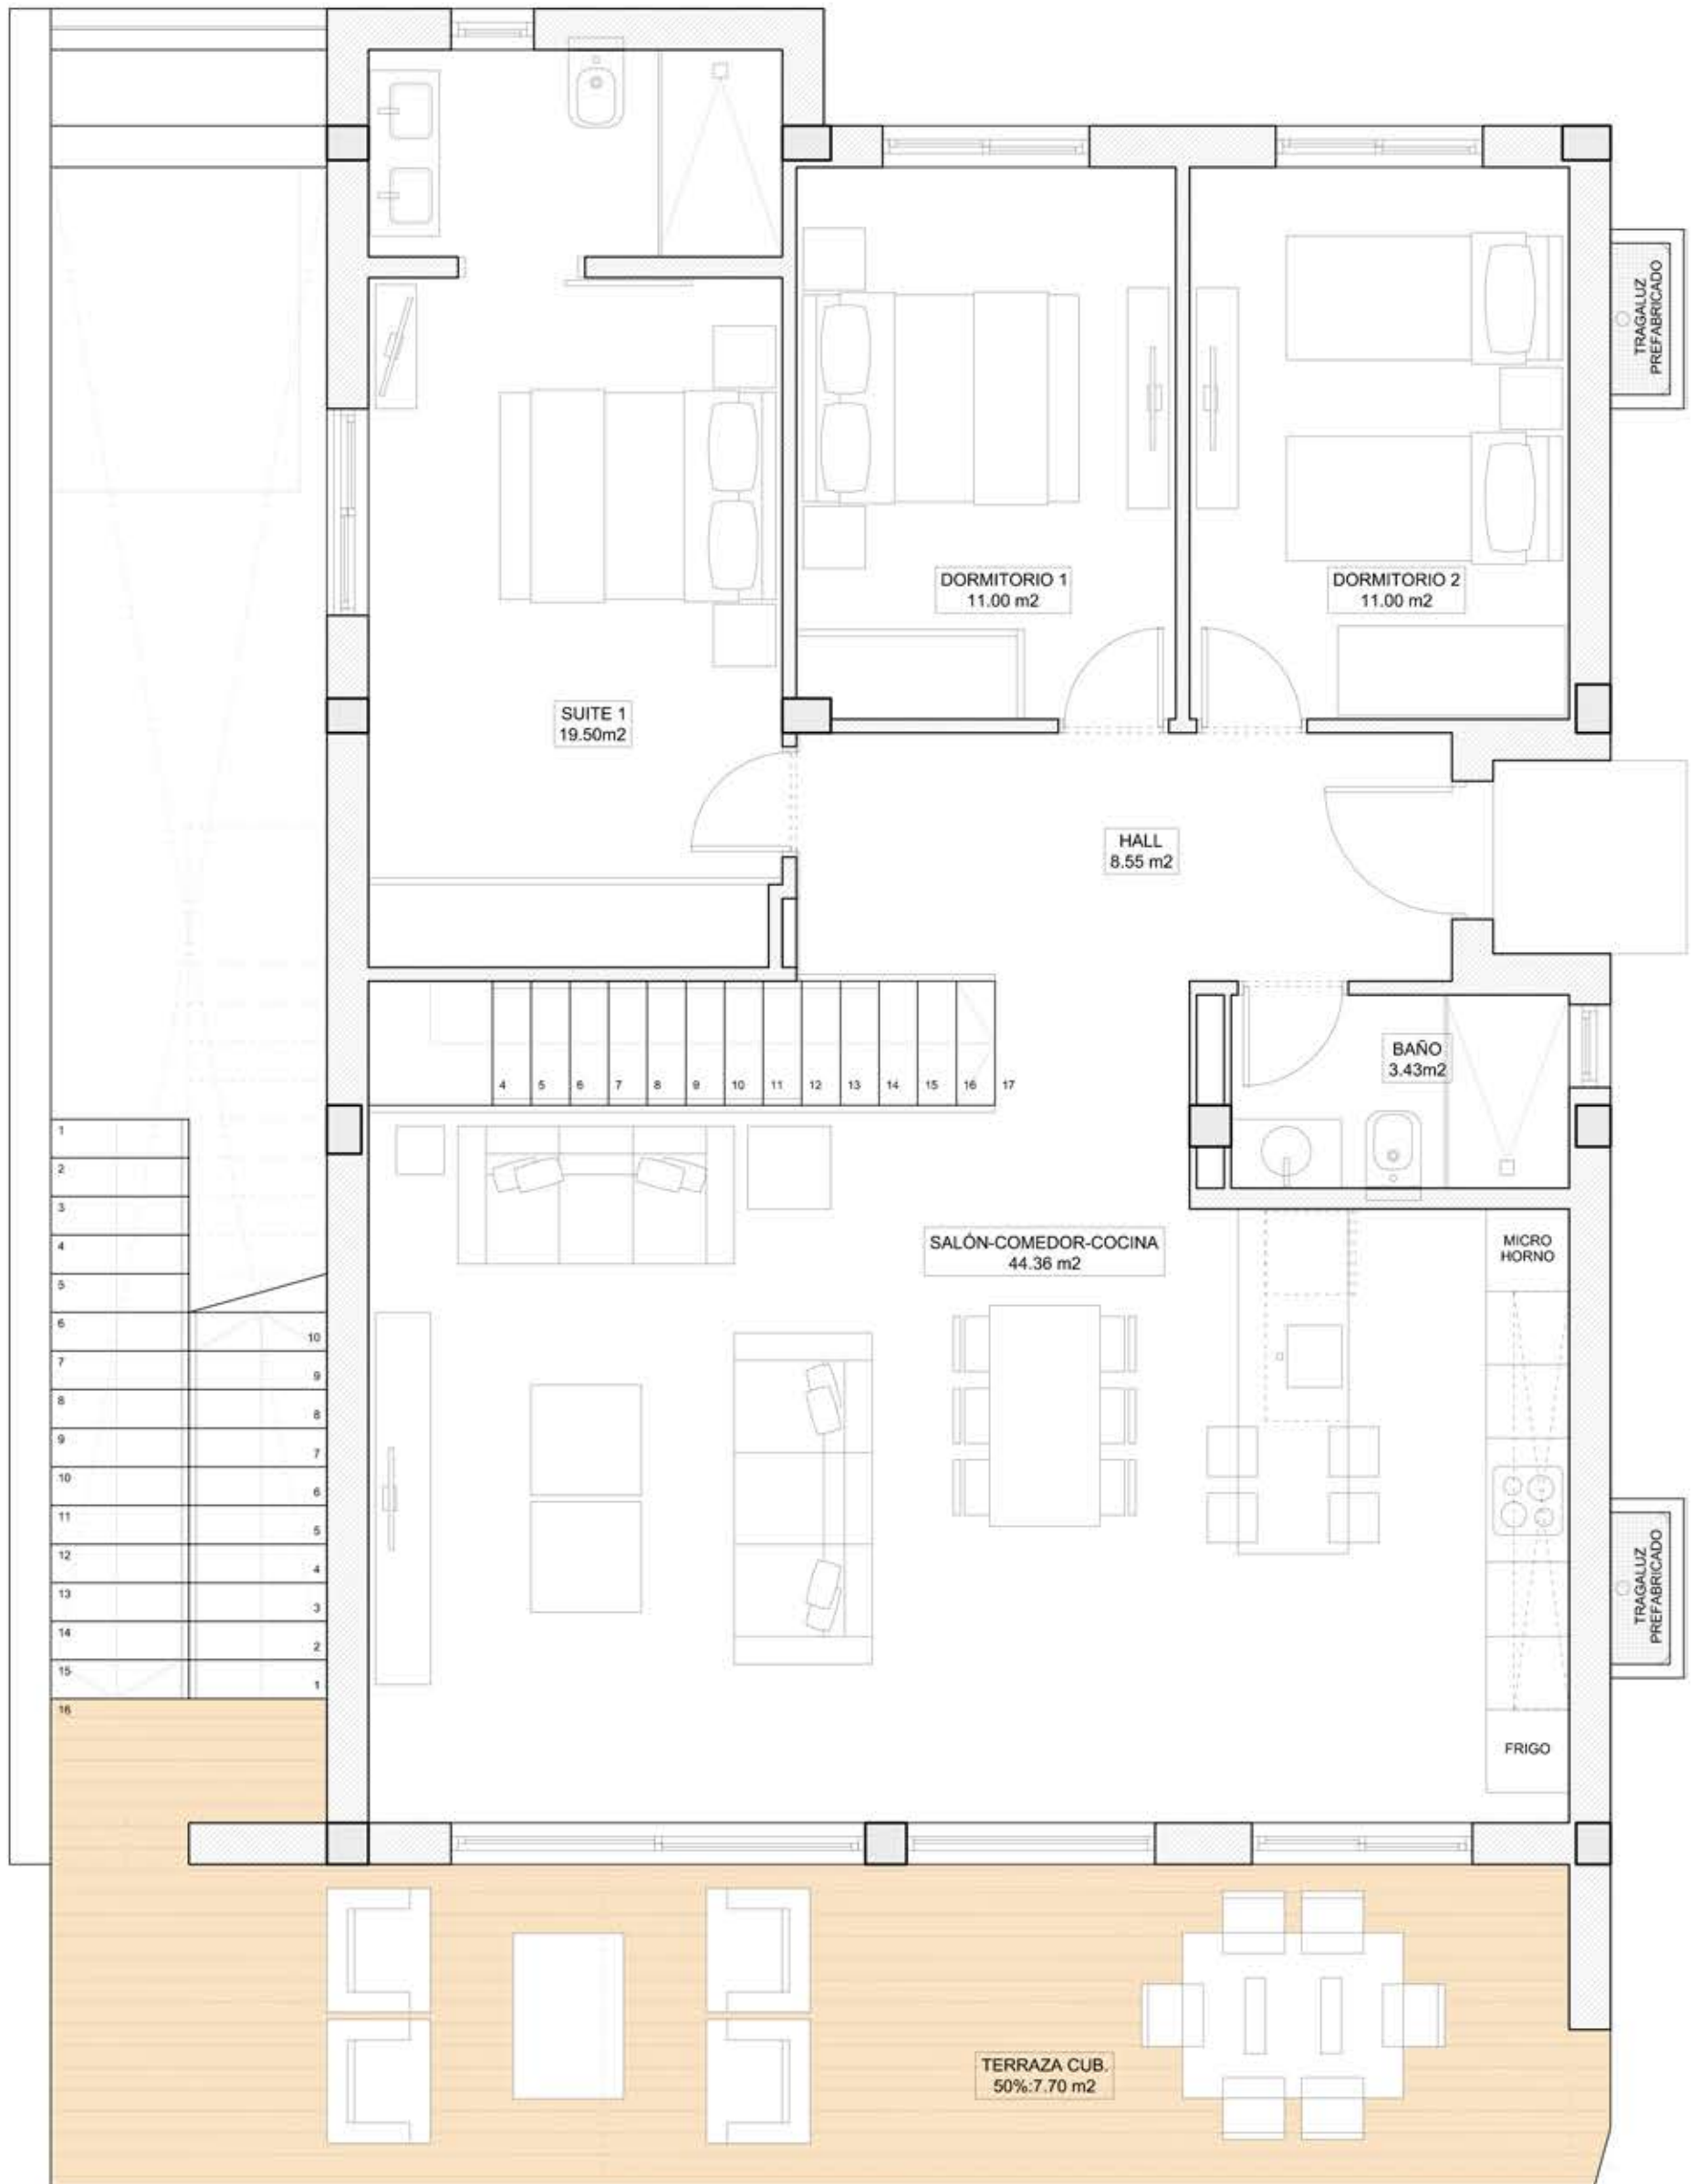 TRAGALUZ
PREFABRICADO
DORMITORIO 1
11.00 m2
DORMITORIO 2
11.00 m2
SUITE 1
19.50m2
HALL
8.55 m2
BAÑO
3.43m2
4 5 6 7 8 9 10 11 12 13 14 15 16 17
SALÓN-COMEDOR-COCINA
44.36 m2
MICRO
HORNO
1
2
3
4
5
6
7
8
9
10
11
12
13
14
15
16
10
9
8
7
6
5
4
3
2
1
TRAGALUZ
PREFABRICADO
FRIGO
TERRAZA CUB.
50%:7.70 m2